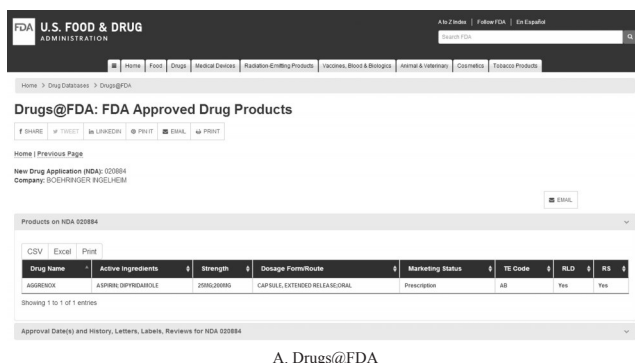 FDA U.S. FOOD & DRUG
ADMINISTRATION
A to Z Index | Follow FDA | En Español
Search FDA
Home Food Drugs Medical Devices Radiation-Emitting Products Vaccines, Blood & Biologics Animal & Veterinary Cosmetics Tobacco Products
Home > Drug Databases > Drugs@FDA
Drugs@FDA: FDA Approved Drug Products
f SHARE TWEET in LINKEDIN PIN IT EMAIL PRINT
Home | Previous Page
New Drug Application (NDA): 020884
Company: BOEHRINGER INGELHEIM
EMAIL
Products on NDA 020884
CSV Excel Print
Drug Name Active Ingredients Strength Dosage Form/Route Marketing Status TE Code RLD RS
AGGRENOX ASPIRIN; DIPYRIDAMOLE 25MG;200MG CAPSULE, EXTENDED RELEASE;ORAL Prescription AB Yes Yes
Showing 1 to 1 of 1 entries
Approval Date(s) and History, Letters, Labels, Reviews for NDA 020884
A. Drugs@FDA